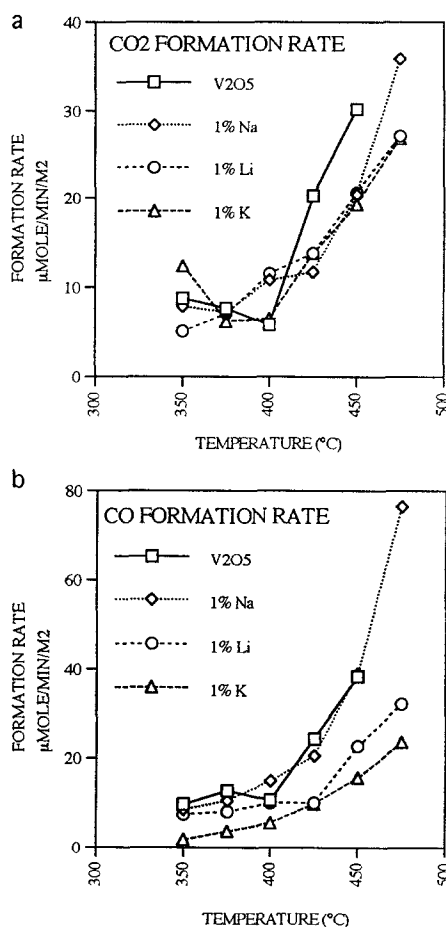 a
CO2 FORMATION RATE
V2O5
1% Na
1% Li
1% K
FORMATION RATE
µMOLE/MIN/M2
40
30
20
10
0
300
350
400
450
500
TEMPERATURE (°C)
b
CO FORMATION RATE
V2O5
1% Na
1% Li
1% K
FORMATION RATE
µMOLE/MIN/M2
80
60
40
20
0
300
350
400
450
500
TEMPERATURE (°C)